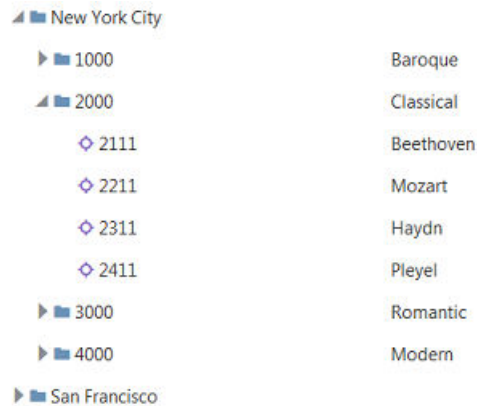 New York City
1000 Baroque
2000 Classical
2111 Beethoven
2211 Mozart
2311 Haydn
2411 Pleyel
3000 Romantic
4000 Modern
San Francisco